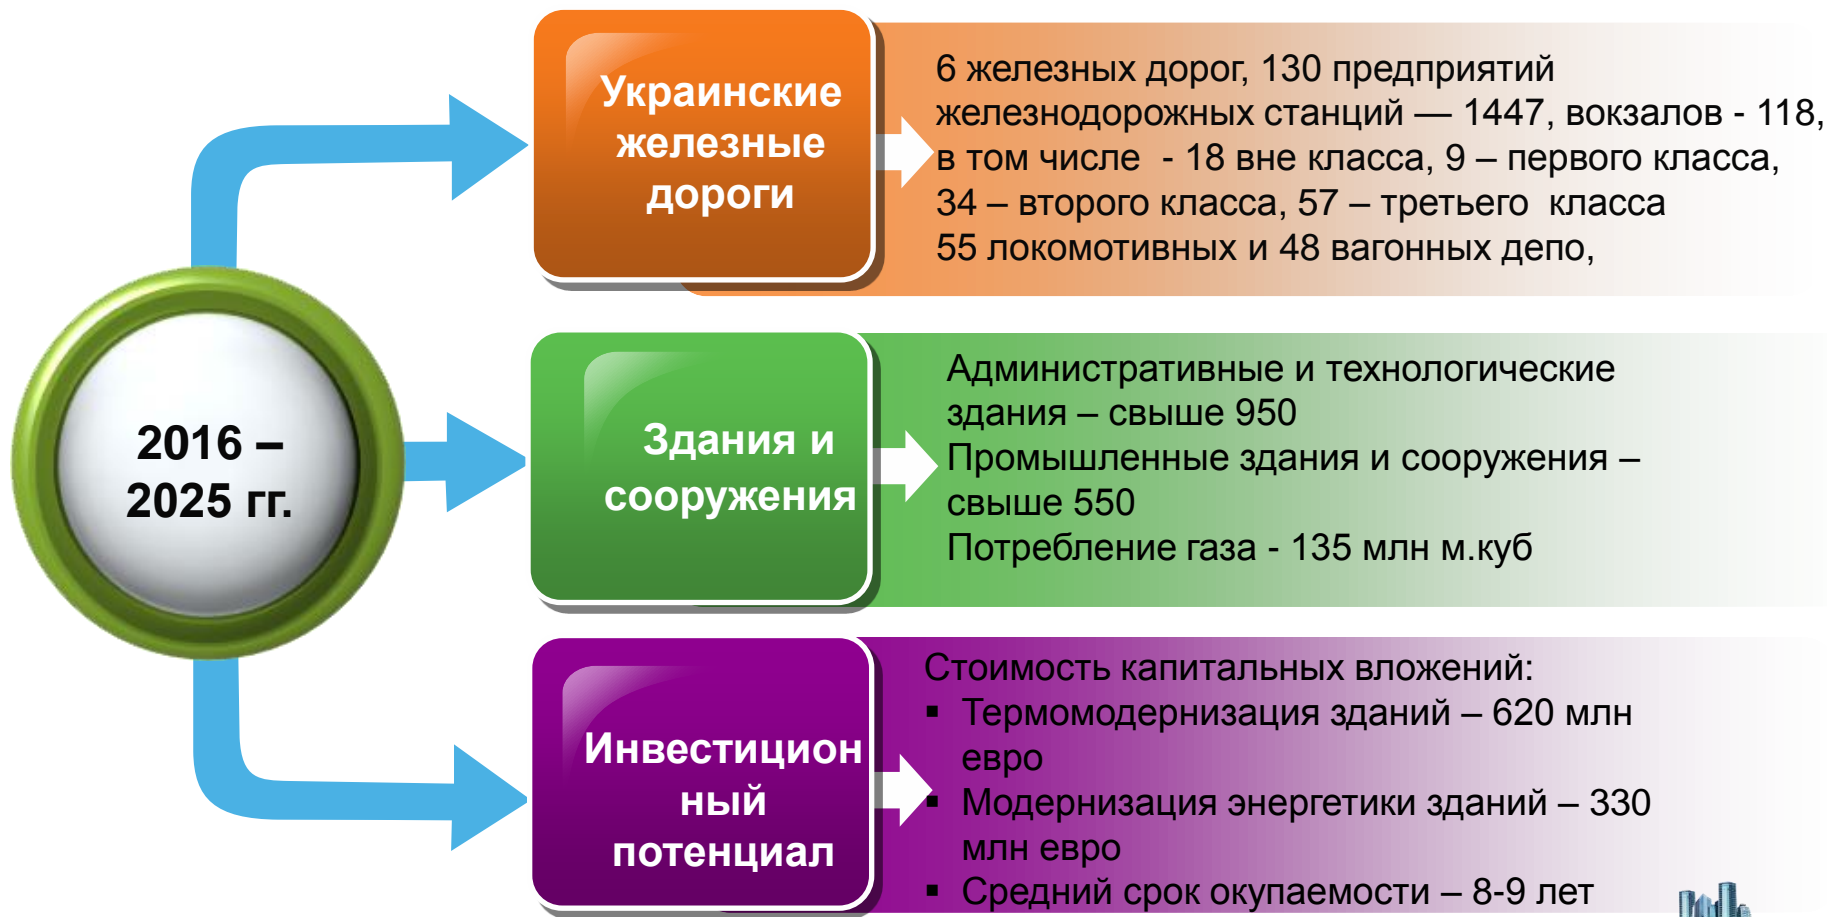 2016 –
2025 гг.
Украинские
железные
дороги
6 железных дорог, 130 предприятий
железнодорожных станций — 1447, вокзалов - 118,
в том числе - 18 вне класса, 9 – первого класса,
34 – второго класса, 57 – третьего класса
55 локомотивных и 48 вагонных депо,
Здания и
сооружения
Административные и технологические
здания – свыше 950
Промышленные здания и сооружения –
свыше 550
Потребление газа - 135 млн м.куб
Инвестицион
ный
потенциал
Стоимость капитальных вложений:
▪ Термомодернизация зданий – 620 млн
евро
▪ Модернизация энергетики зданий – 330
млн евро
▪ Средний срок окупаемости – 8-9 лет